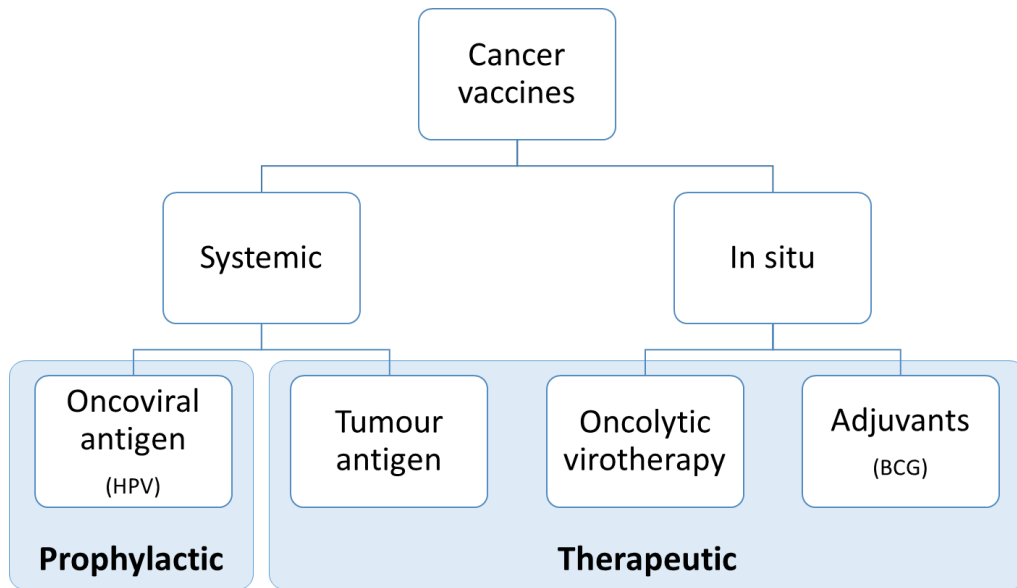 Cancer
vaccines
Systemic
In situ
Oncoviral
antigen
(HPV)
Tumour
antigen
Oncolytic
virotherapy
Adjuvants
(BCG)
Prophylactic
Therapeutic